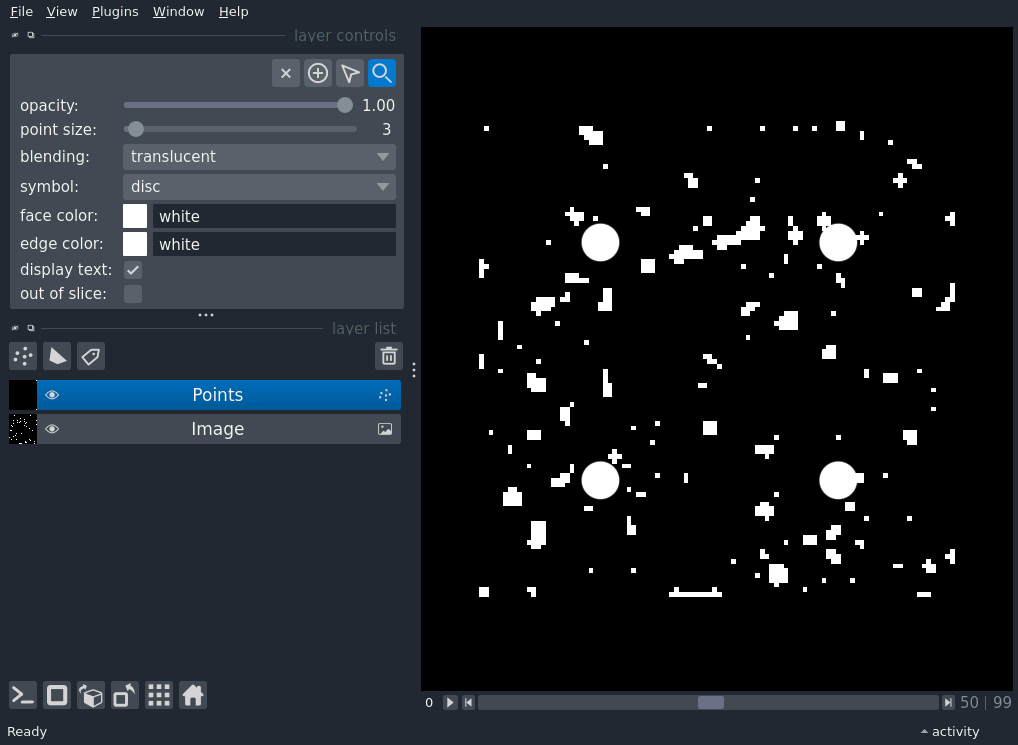 File View Plugins Window Help
layer controls
opacity: 1.00
point size: 3
blending: translucent
symbol: disc
face color: white
edge color: white
display text:
out of slice:
layer list
Points
Image
0 50 | 99
Ready activity